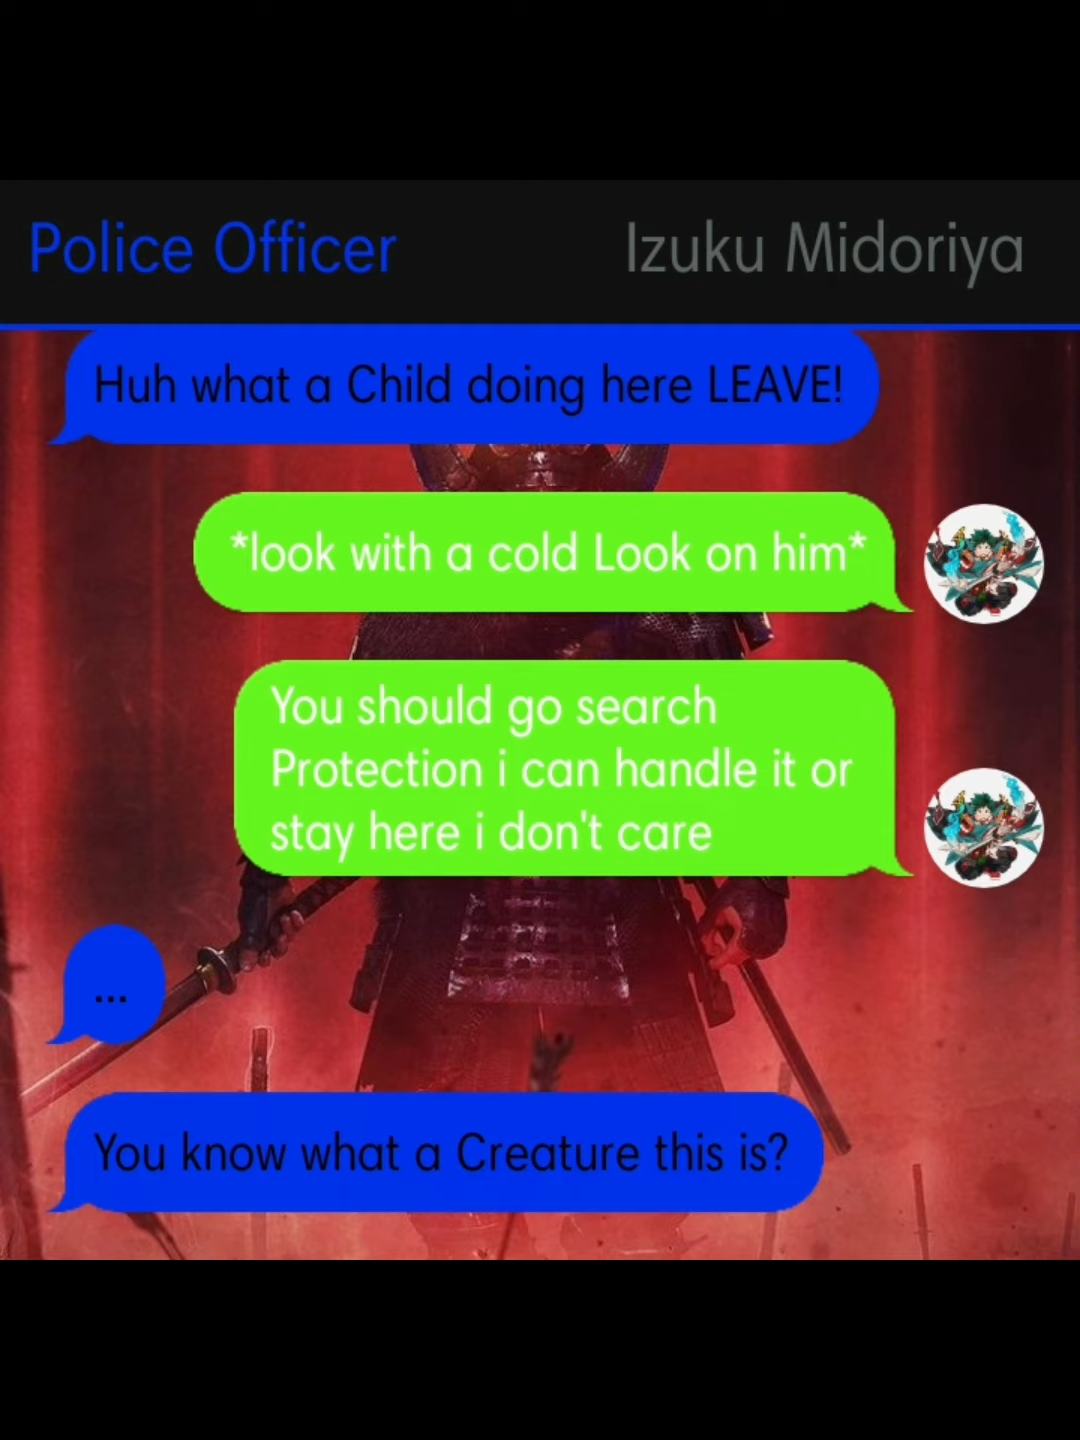 Police Officer
Izuku Midoriya
Huh what a Child doing here LEAVE!
*look with a cold Look on him*
You should go search
Protection i can handle it or
stay here i don't care
...
You know what a Creature this is?